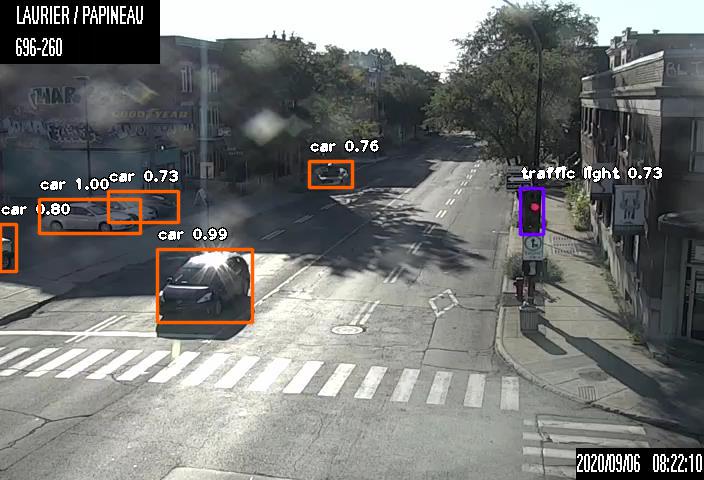 LAURIER / PAPINEAU
696-260
GOODYEAR
car 0.76
traffic light 0.73
car 1.00
car 0.73
car 0.80
car 0.99
2020/09/06 08:22:10